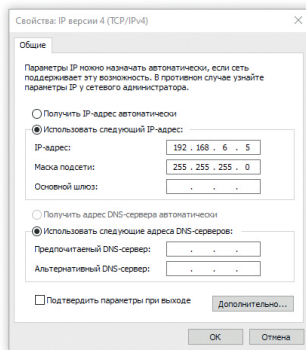 Свойства: IP версии 4 (TCP/IPv4)
Общие
Параметры IP можно назначать автоматически, если сеть
поддерживает эту возможность. В противном случае узнайте
параметры IP у сетевого администратора.
Получить IP-адрес автоматически
Использовать следующий IP-адрес:
IP-адрес: 192 . 168 . 6 . 5
Маска подсети: 255 . 255 . 255 . 0
Основной шлюз: . . .
Получить адрес DNS-сервера автоматически
Использовать следующие адреса DNS-серверов:
Предпочитаемый DNS-сервер: . . .
Альтернативный DNS-сервер: . . .
Подтвердить параметры при выходе
Дополнительно...
ОК Отмена